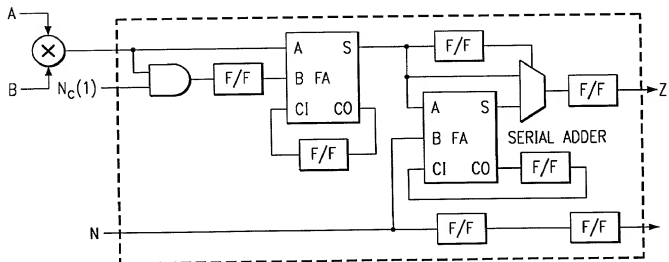 A
B
N_c(1)
F/F
A S
B FA
CI CO
F/F
F/F
F/F
Z
A S
B FA
CI CO
SERIAL ADDER
F/F
N
F/F
F/F